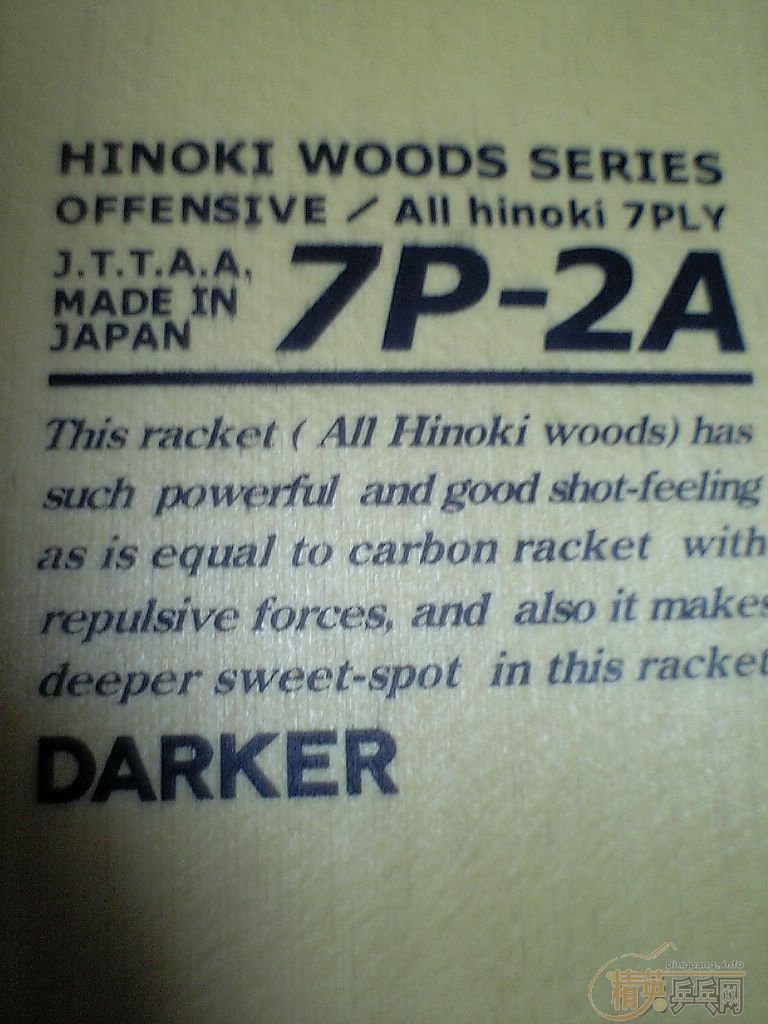 HINOKI WOODS SERIES
OFFENSIVE / All hinoki 7PLY
J.T.T.A.A,
MADE IN
JAPAN
7P-2A
This racket ( All Hinoki woods) has
such powerful and good shot-feeling
as is equal to carbon racket with
repulsive forces, and also it makes
deeper sweet-spot in this racket
DARKER
pingpang.info
精英乒乓网